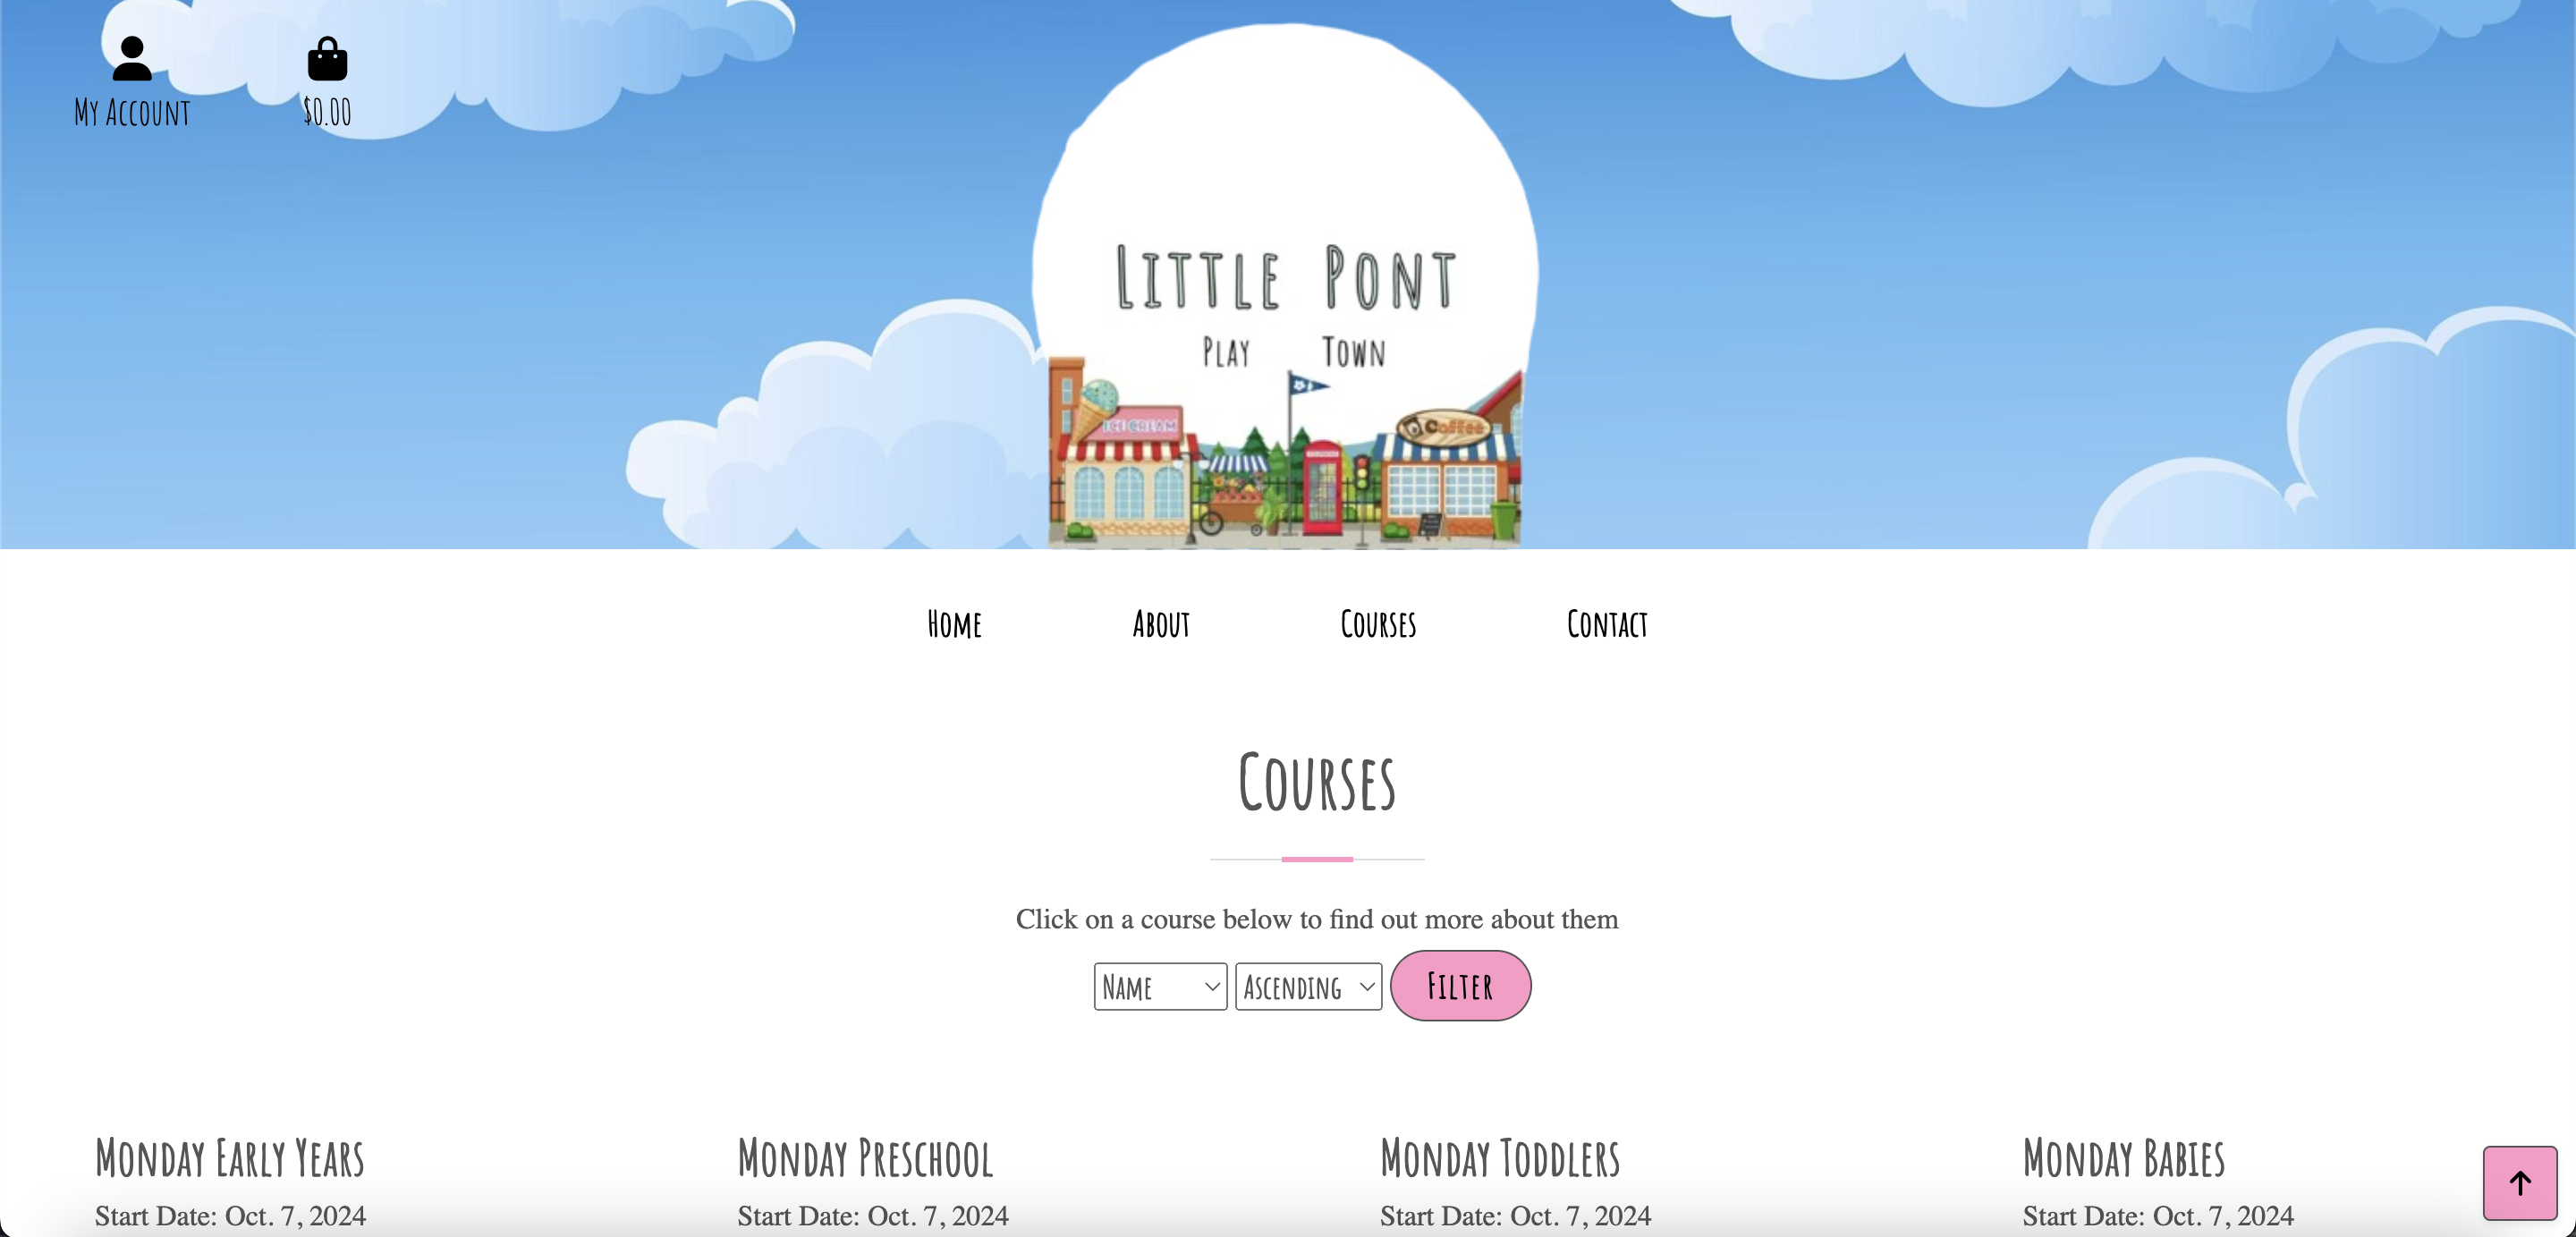 My Account
$0.00
Little Pont
Play Town
ICE CREAM
Coffee
Home
About
Courses
Contact
Courses
Click on a course below to find out more about them
Name
Ascending
Filter
Monday Early Years
Start Date: Oct. 7, 2024
Monday Preschool
Start Date: Oct. 7, 2024
Monday Toddlers
Start Date: Oct. 7, 2024
Monday Babies
Start Date: Oct. 7, 2024